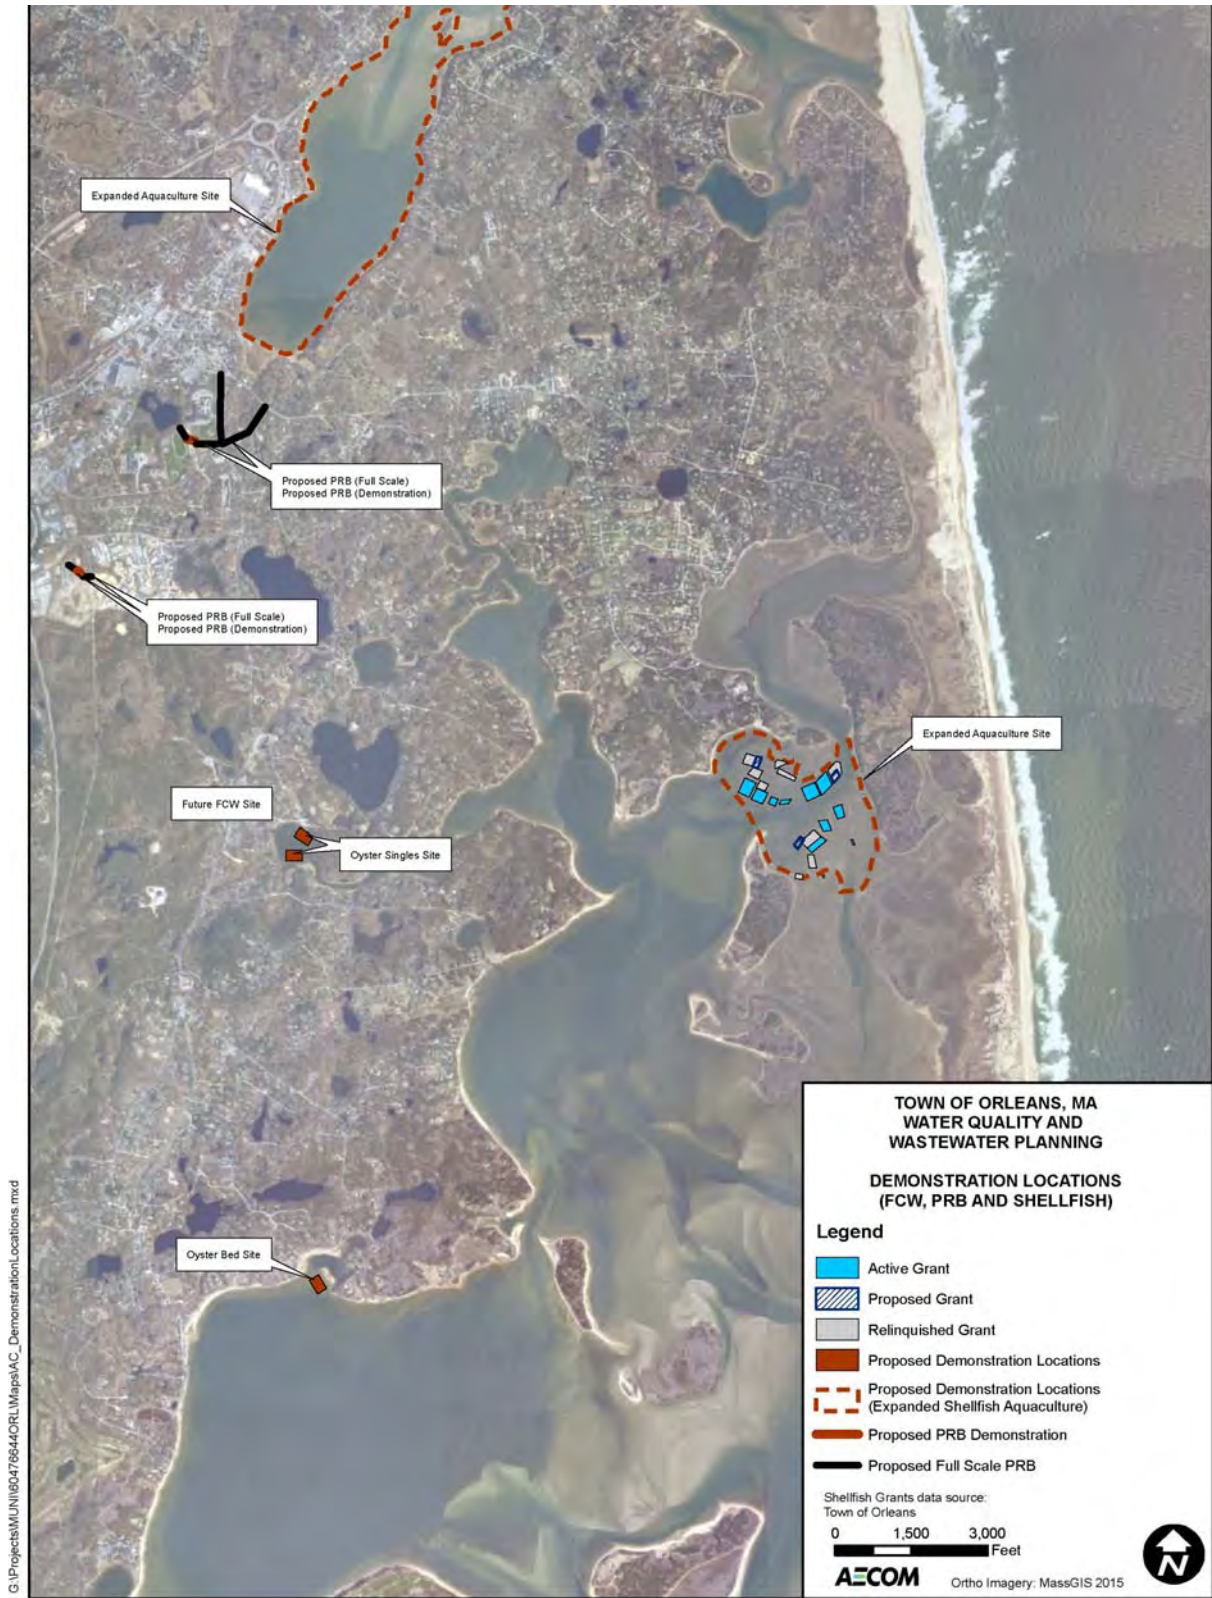 Expanded Aquaculture Site
Proposed PRB (Full Scale)
Proposed PRB (Demonstration)
Proposed PRB (Full Scale)
Proposed PRB (Demonstration)
Expanded Aquaculture Site
Future FCW Site
Oyster Singles Site
Oyster Bed Site
G:\Projects\MUNI\60476644ORL\Maps\AC_DemonstrationLocations.mxd
TOWN OF ORLEANS, MA
WATER QUALITY AND
WASTEWATER PLANNING
DEMONSTRATION LOCATIONS
(FCW, PRB AND SHELLFISH)
Legend
Active Grant
Proposed Grant
Relinquished Grant
Proposed Demonstration Locations
Proposed Demonstration Locations
(Expanded Shellfish Aquaculture)
Proposed PRB Demonstration
Proposed Full Scale PRB
Shellfish Grants data source:
Town of Orleans
0 1,500 3,000
Feet
AECOM
Ortho Imagery: MassGIS 2015
N